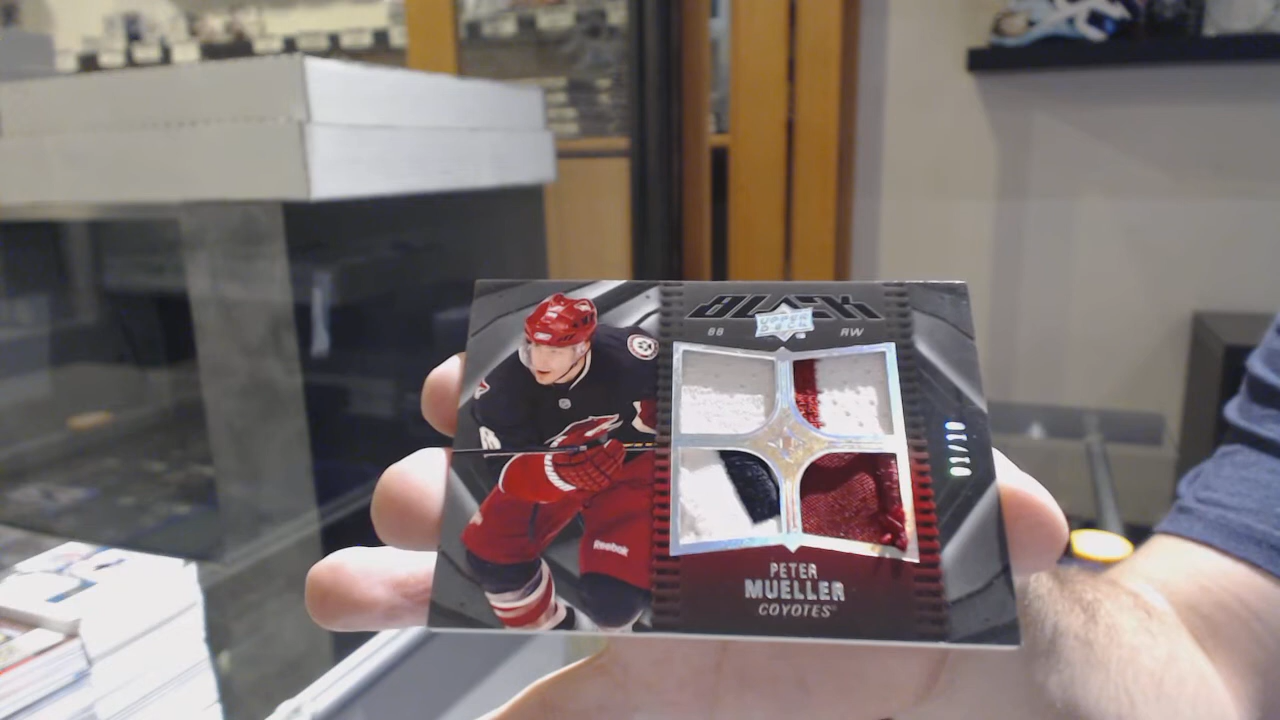 BLACK
UPPER DECK
88 RW
01/10
Reebok
PETER
MUELLER
COYOTES